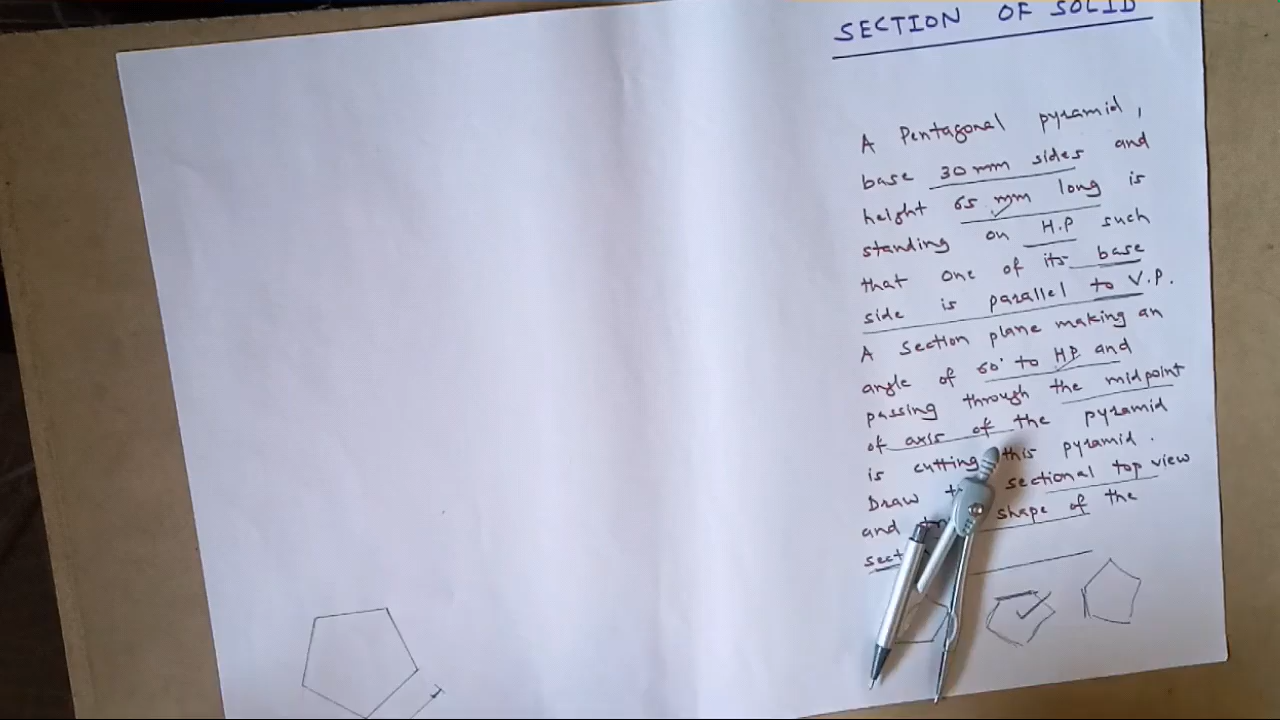 SECTION OF SOLID
A Pentagonal pyramid,
base 30 mm sides and
height 65 mm long is
standing on H.P such
that one of its base
side is parallel to V.P.
A section plane making an
angle of 60° to HP and
passing through the midpoint
of axis of the pyramid
is cutting this pyramid.
Draw sectional top view
and shape of the